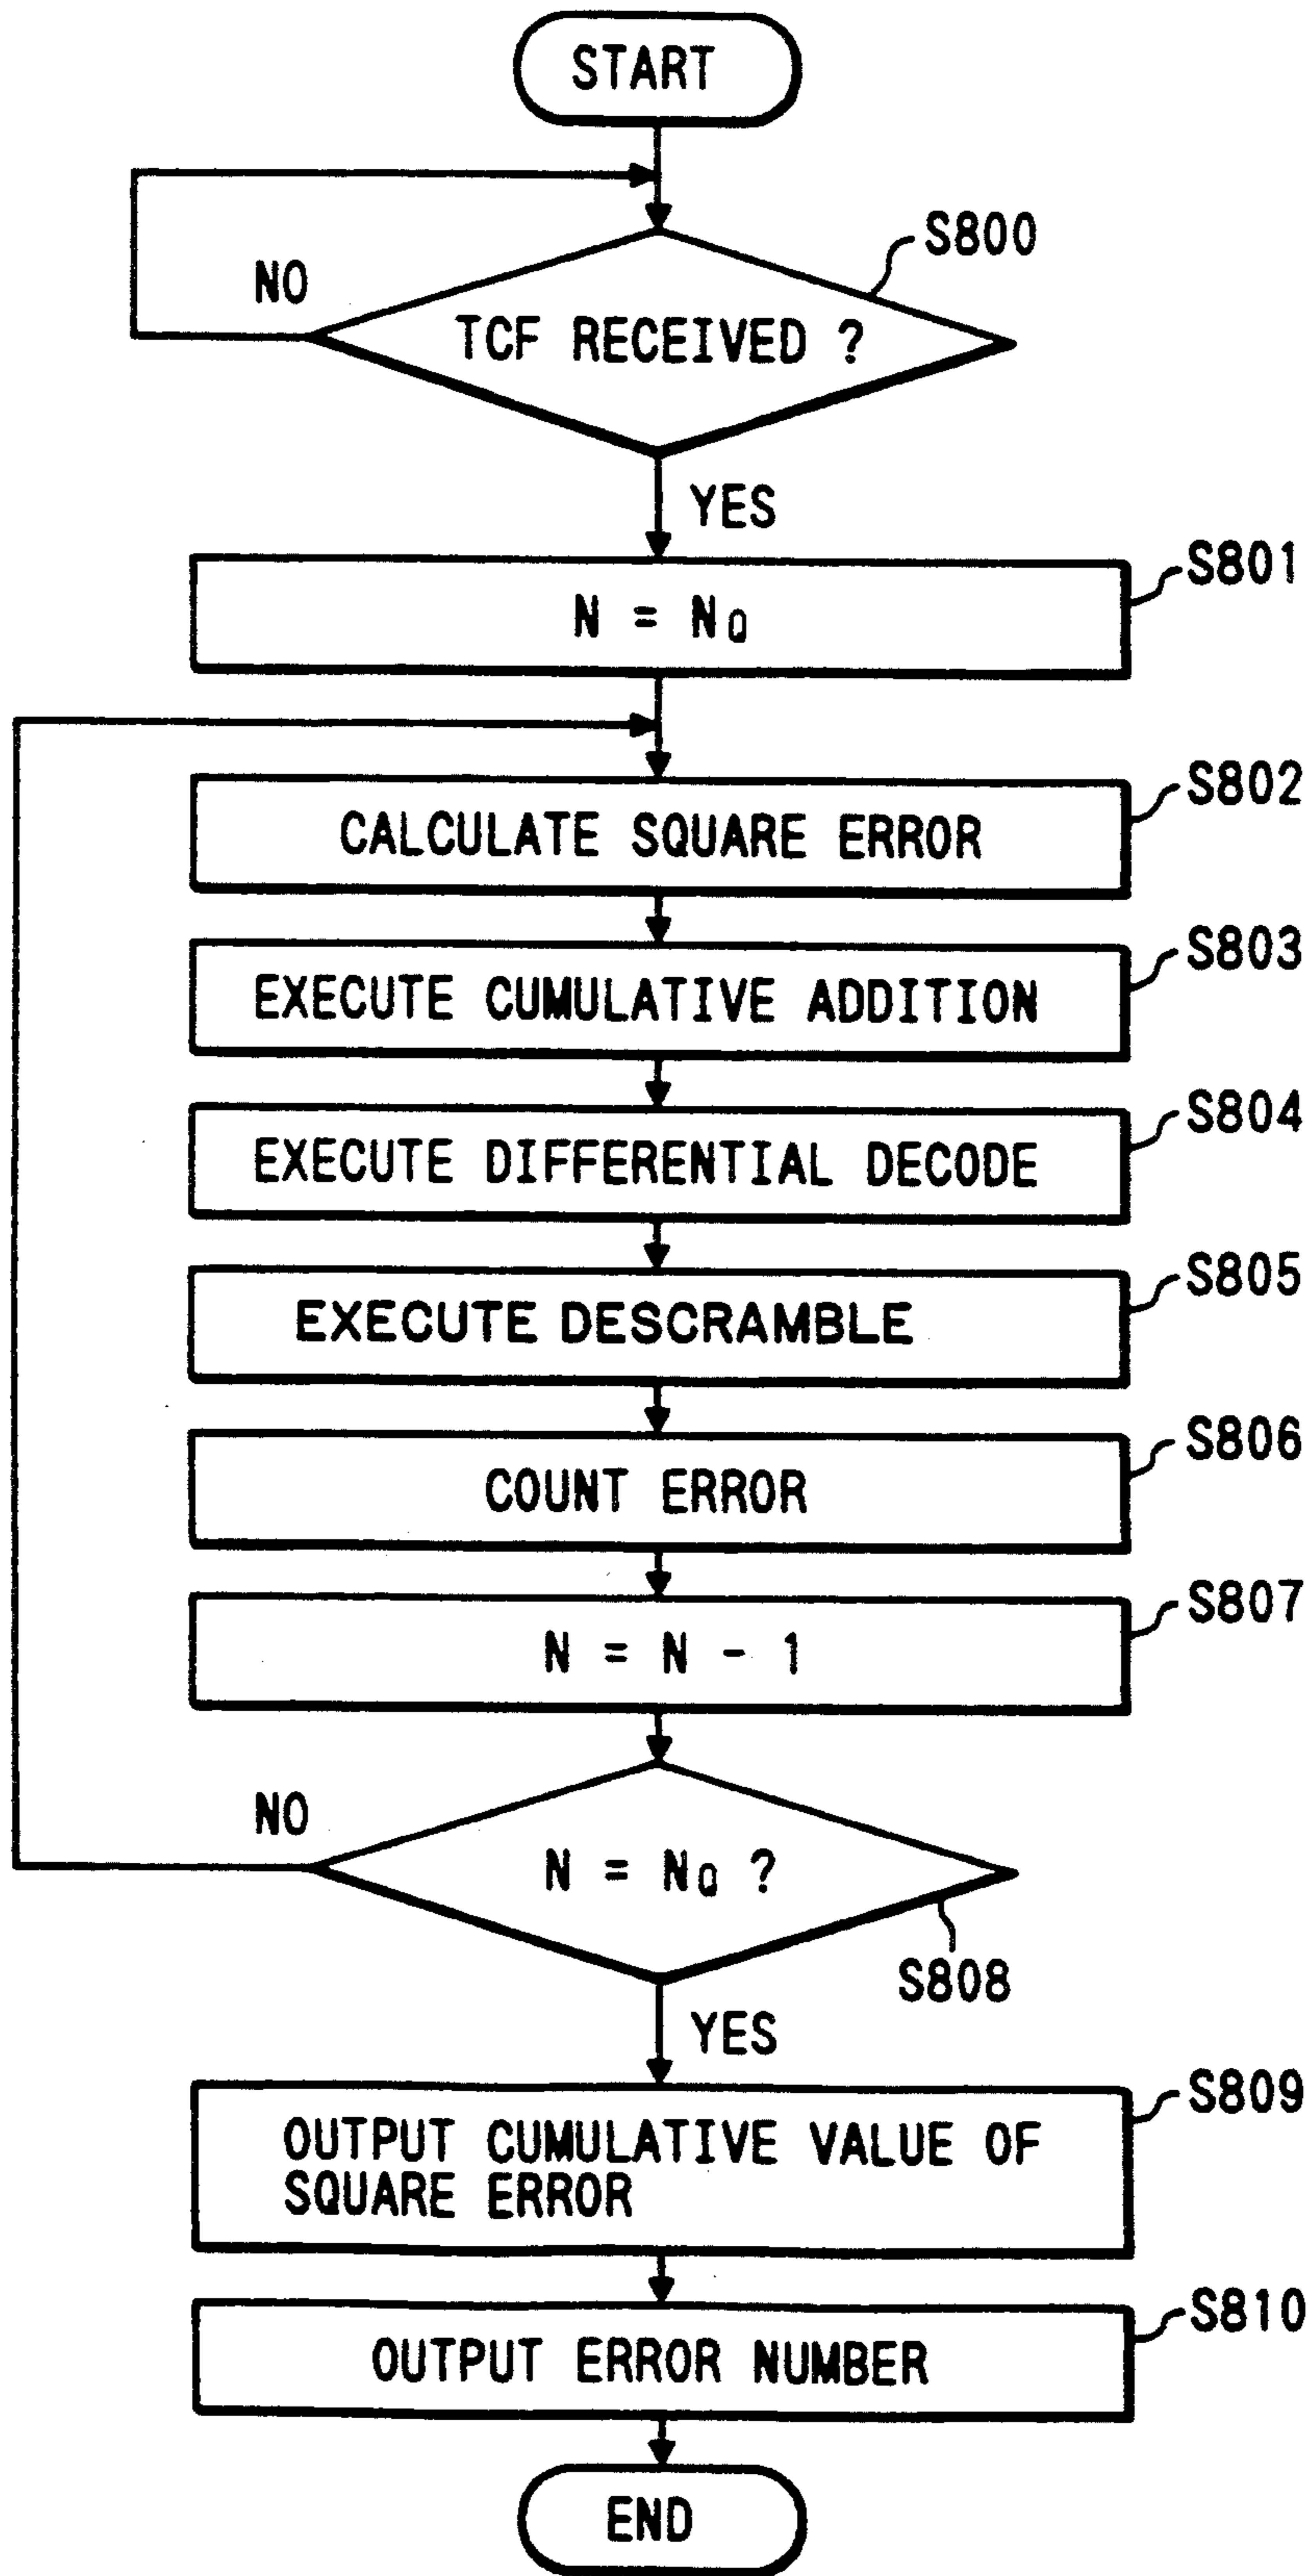 START
S800
NO
TCF RECEIVED ?
YES
S801
N = NQ
S802
CALCULATE SQUARE ERROR
S803
EXECUTE CUMULATIVE ADDITION
S804
EXECUTE DIFFERENTIAL DECODE
S805
EXECUTE DESCRAMBLE
S806
COUNT ERROR
S807
N = N - 1
NO
N = NQ ?
S808
YES
S809
OUTPUT CUMULATIVE VALUE OF
SQUARE ERROR
S810
OUTPUT ERROR NUMBER
END